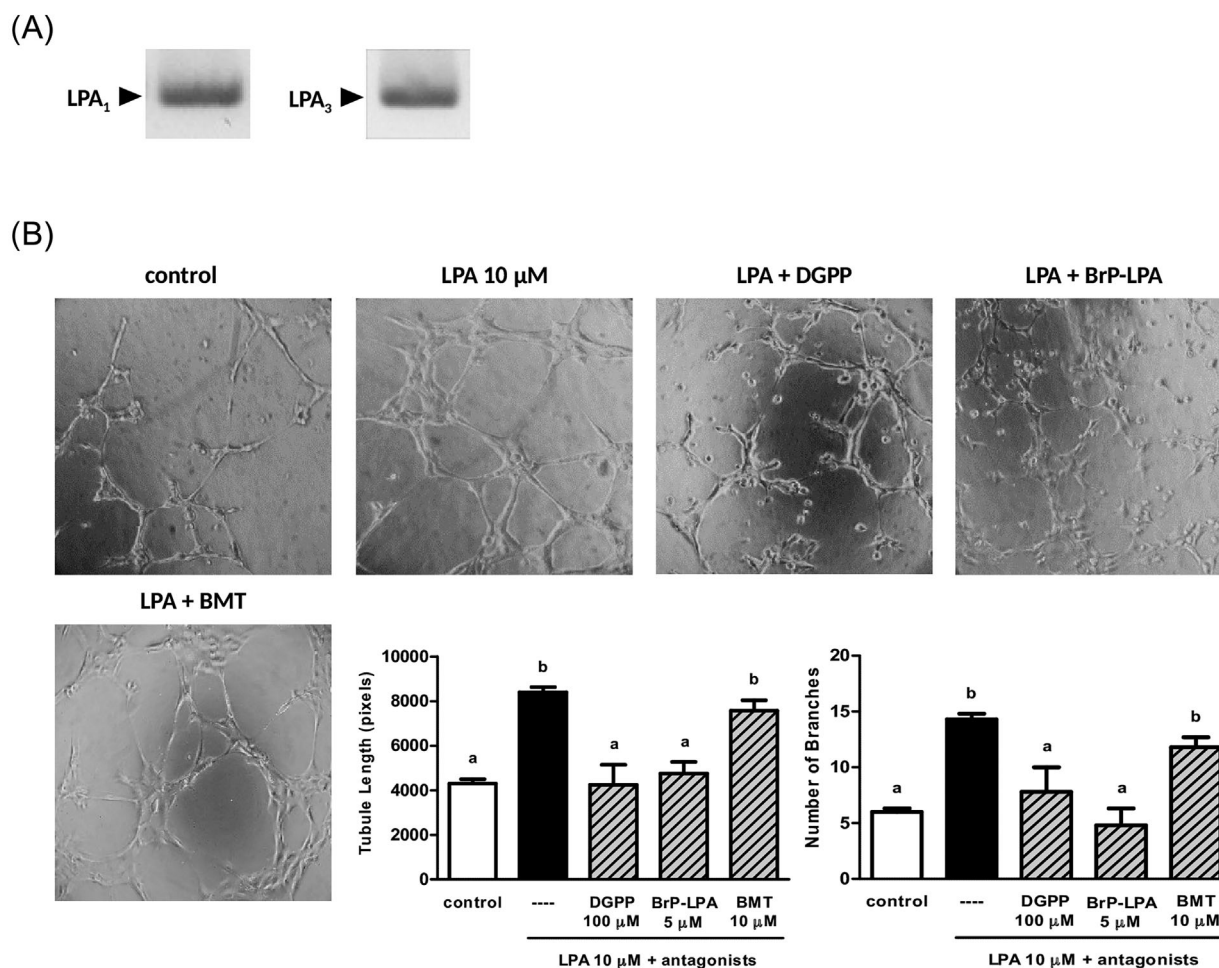 (A)
LPA₁
LPA₃
(B)
control
LPA 10 µM
LPA + DGPP
LPA + BrP-LPA
LPA + BMT
Tubule Length (pixels)
10000
8000
6000
4000
2000
0
a
b
a
a
b
control
----
DGPP
100 µM
BrP-LPA
5 µM
BMT
10 µM
LPA 10 µM + antagonists
Number of Branches
20
15
10
5
0
a
b
a
a
b
control
----
DGPP
100 µM
BrP-LPA
5 µM
BMT
10 µM
LPA 10 µM + antagonists